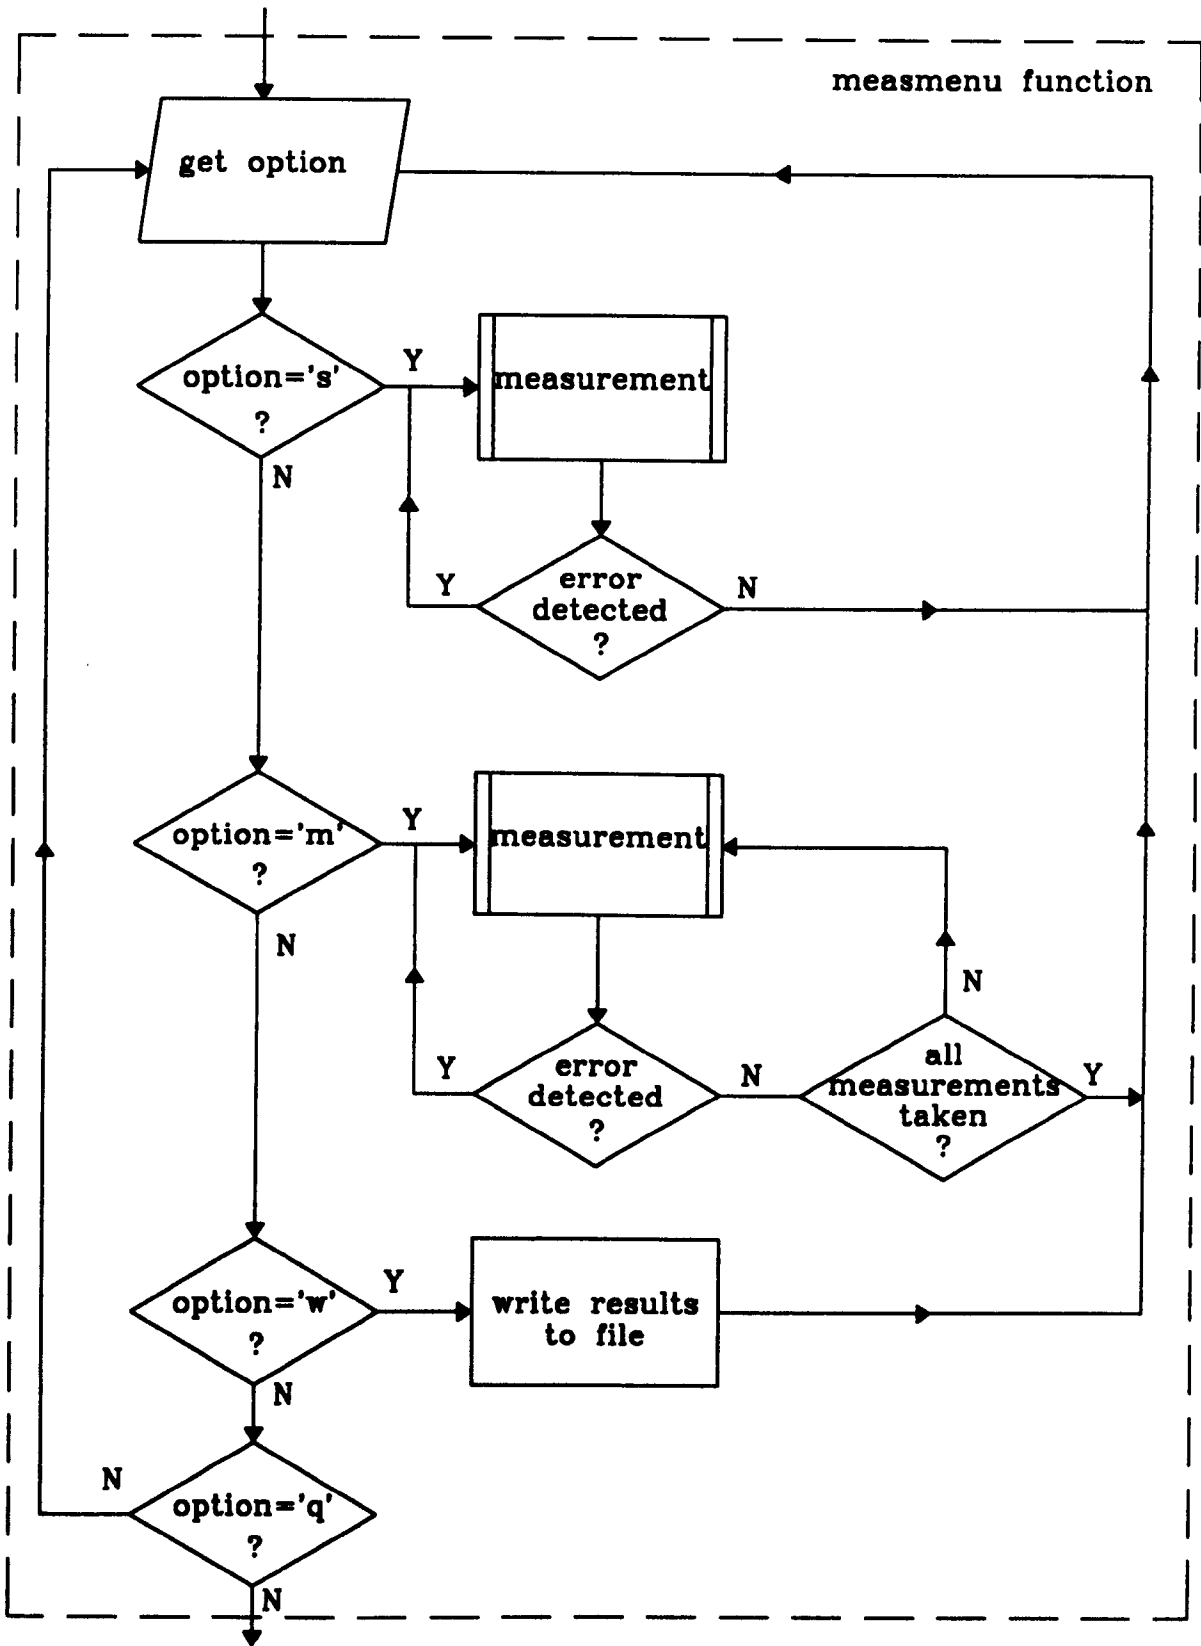 measmenu function
get option
option='s'
?
Y
N
measurement
error
detected
?
Y
N
option='m'
?
Y
N
measurement
error
detected
?
Y
N
all
measurements
taken
?
N
Y
option='w'
?
Y
N
write results
to file
option='q'
?
N
N